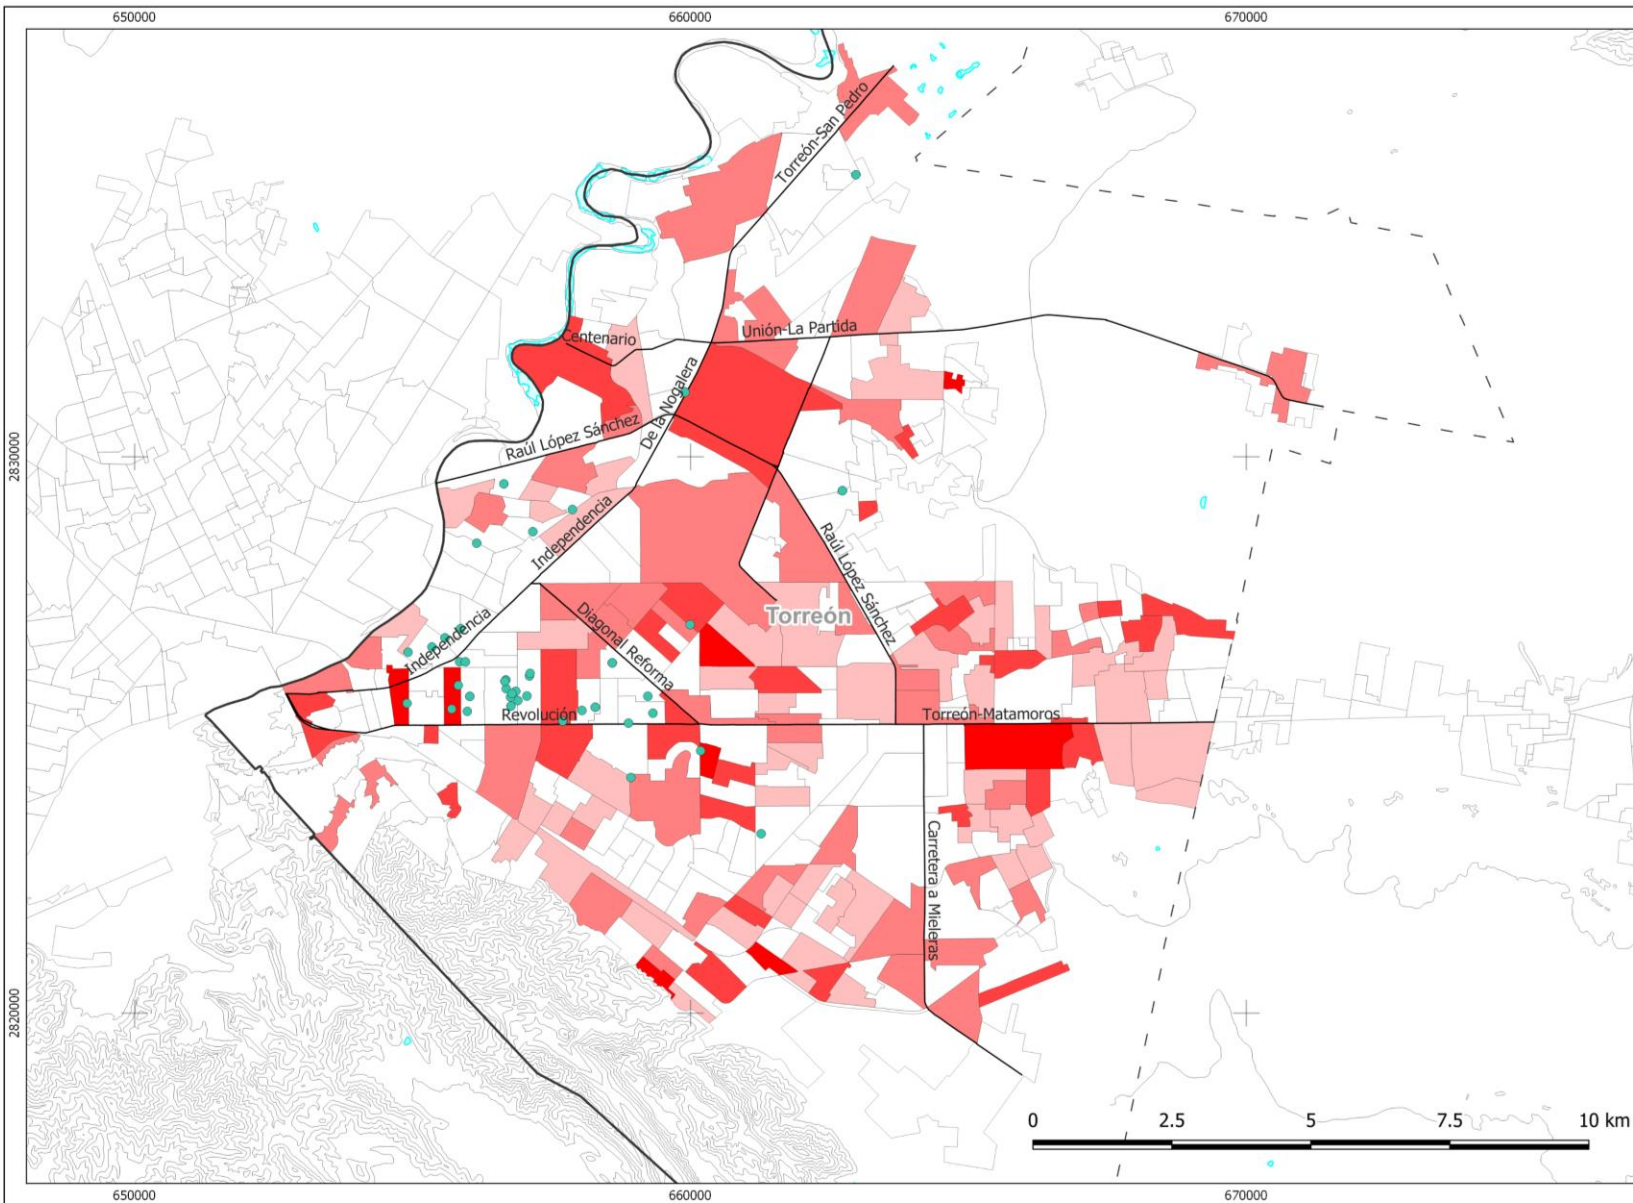 650000
660000
670000
Torreón-San Pedro
Unión-La Partida
Centenario
De la Nogalera
Raúl López Sánchez
2830000
2830000
Independencia
Raúl López Sánchez
Torreón
Diagonal Reforma
Independencia
Revolución
Torreón-Matamoros
Carretera a Mieleras
2820000
0 2.5 5 7.5 10 km
650000
660000
670000